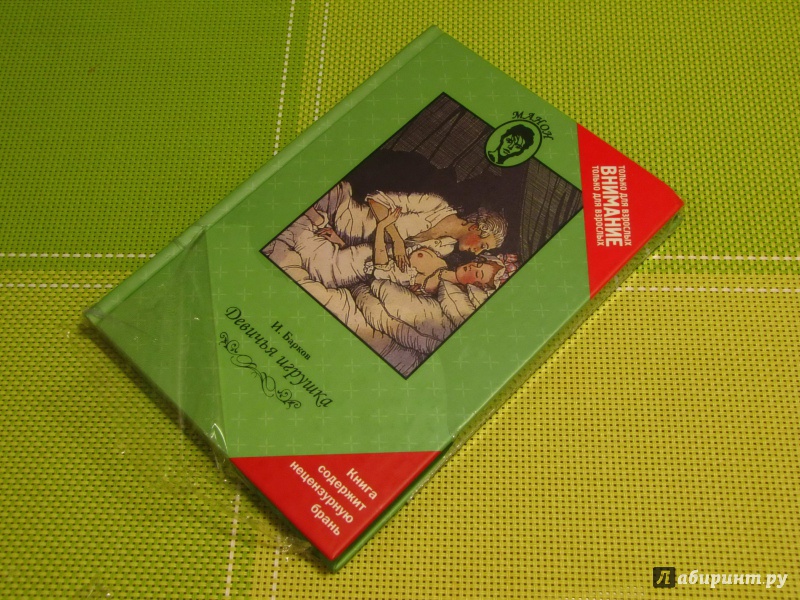 МАНОН
ТОЛЬКО ДЛЯ ВЗРОСЛЫХ
ВНИМАНИЕ
ТОЛЬКО ДЛЯ ВЗРОСЛЫХ
И. Барков
Девичья игрушка
Книга
содержит
нецензурную
брань
Лабиринт.ру